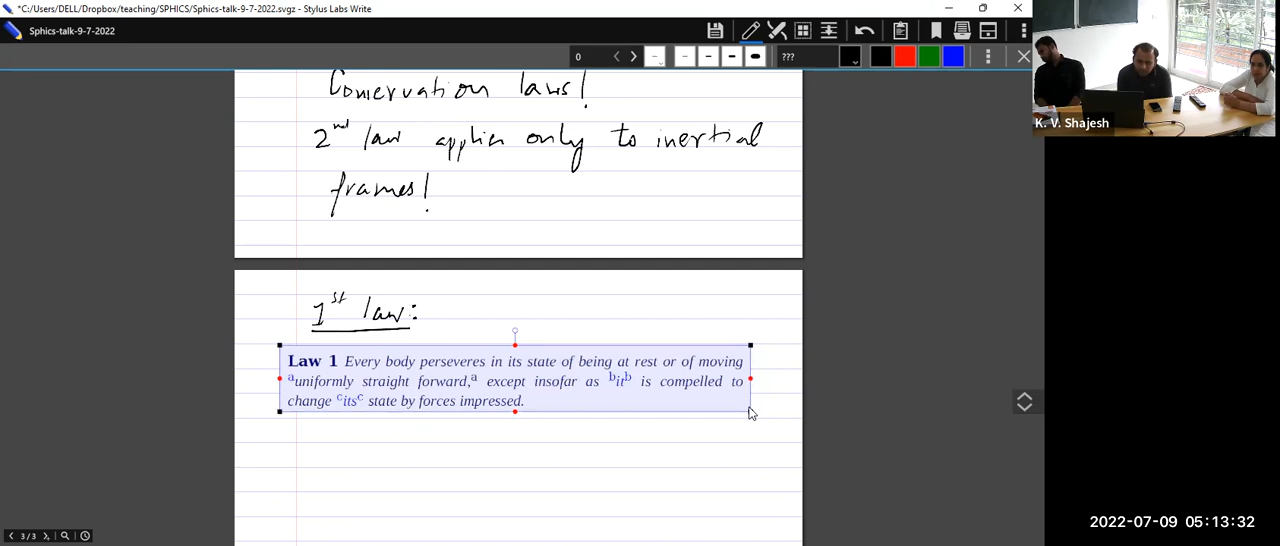 *C:/Users/DELL/Dropbox/teaching/SPHICS/Sphics-talk-9-7-2022.svgz - Stylus Labs Write
Sphics-talk-9-7-2022
0
???
Conservation laws!
2nd law applies only to inertial
frames!
K. V. Shajesh
1st law:
Law 1 Every body perseveres in its state of being at rest or of moving
auniformly straight forward,a except insofar as bitb is compelled to
change citsc state by forces impressed.
3/3
2022-07-09 05:13:32